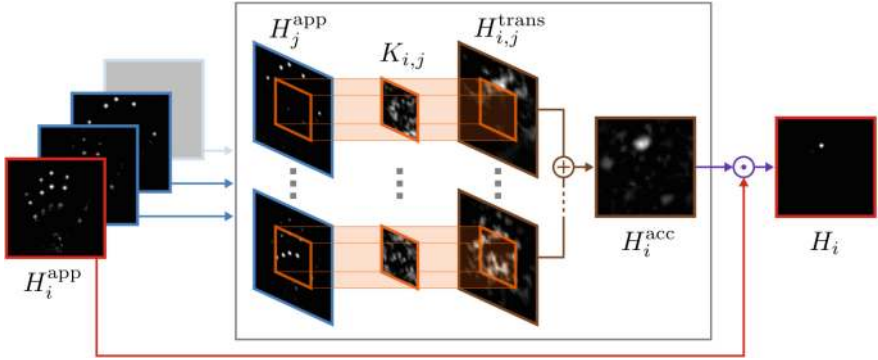 H_j^app
K_{i,j}
H_{i,j}^trans
H_i^app
H_i^acc
H_i